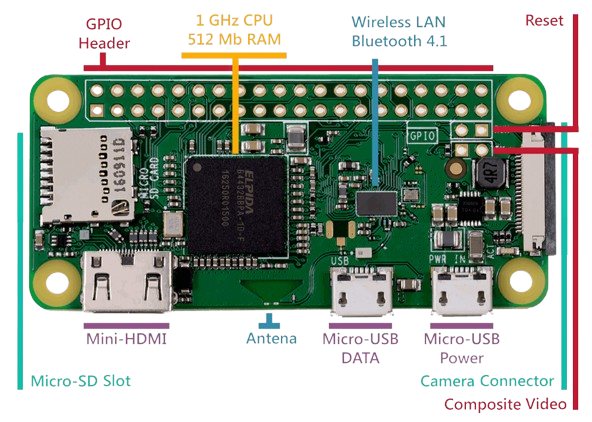 GPIO
Header
1 GHz CPU
512 Mb RAM
Wireless LAN
Bluetooth 4.1
Reset
GPIO
MICRO
SD CARD
160911D
ELPIDA
USB
PWR IN
Mini-HDMI
Antena
Micro-USB
DATA
Micro-USB
Power
Micro-SD Slot
Camera Connector
Composite Video